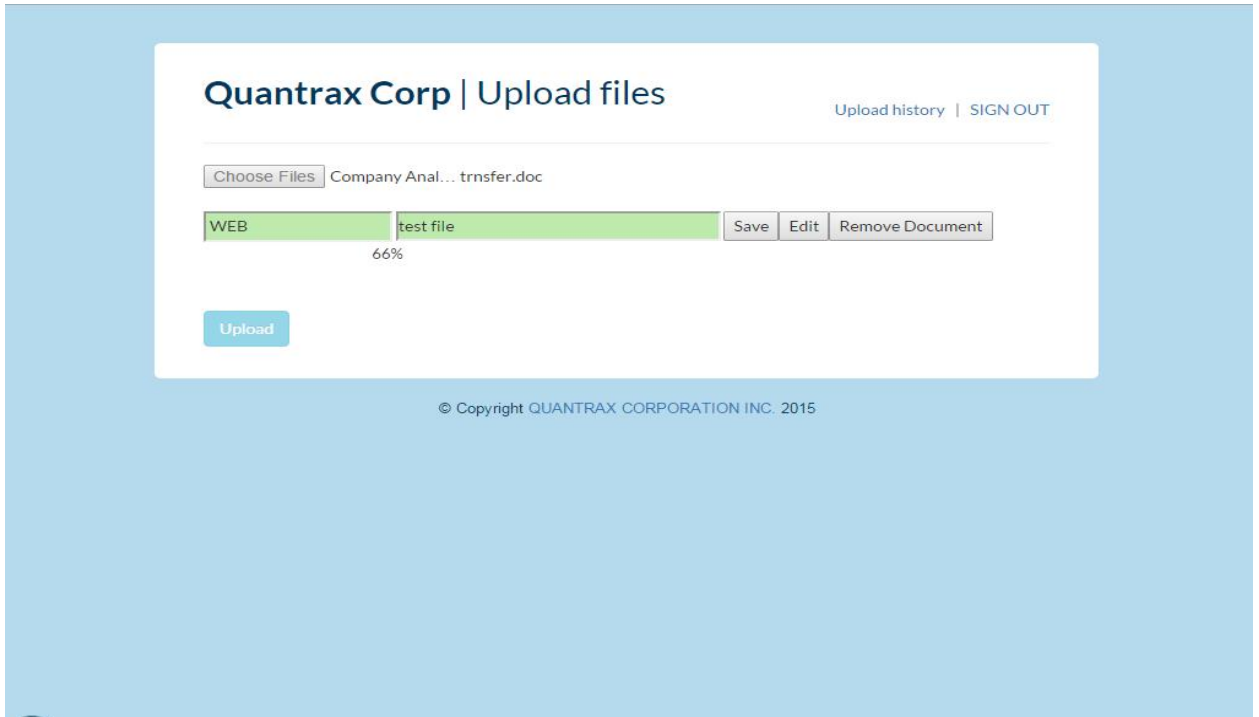 Quantrax Corp | Upload files
Upload history | SIGN OUT
Choose Files Company Anal... trnsfer.doc
WEB test file Save Edit Remove Document
66%
Upload
© Copyright QUANTRAX CORPORATION INC. 2015